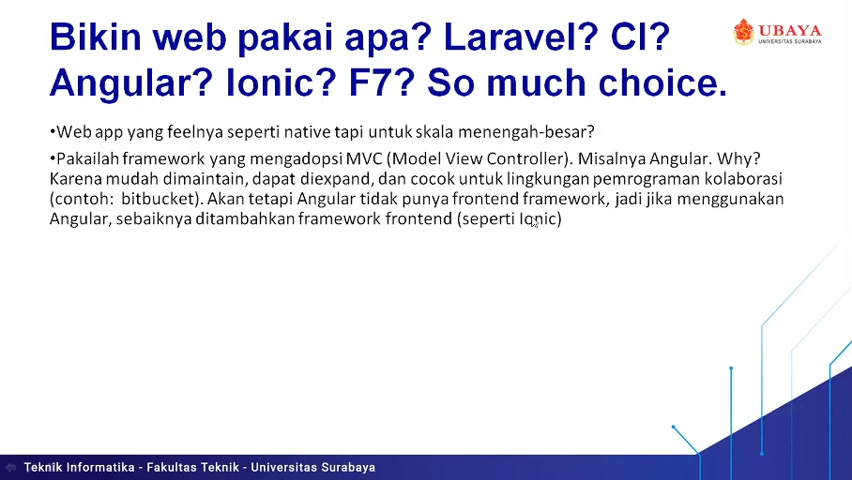 Bikin web pakai apa? Laravel? CI?
Angular? Ionic? F7? So much choice.
UBAYA
UNIVERSITAS SURABAYA
•Web app yang feelnya seperti native tapi untuk skala menengah-besar?
•Pakailah framework yang mengadopsi MVC (Model View Controller). Misalnya Angular. Why?
Karena mudah dimaintain, dapat diexpand, dan cocok untuk lingkungan pemrograman kolaborasi
(contoh: bitbucket). Akan tetapi Angular tidak punya frontend framework, jadi jika menggunakan
Angular, sebaiknya ditambahkan framework frontend (seperti Ionic)
Teknik Informatika - Fakultas Teknik - Universitas Surabaya